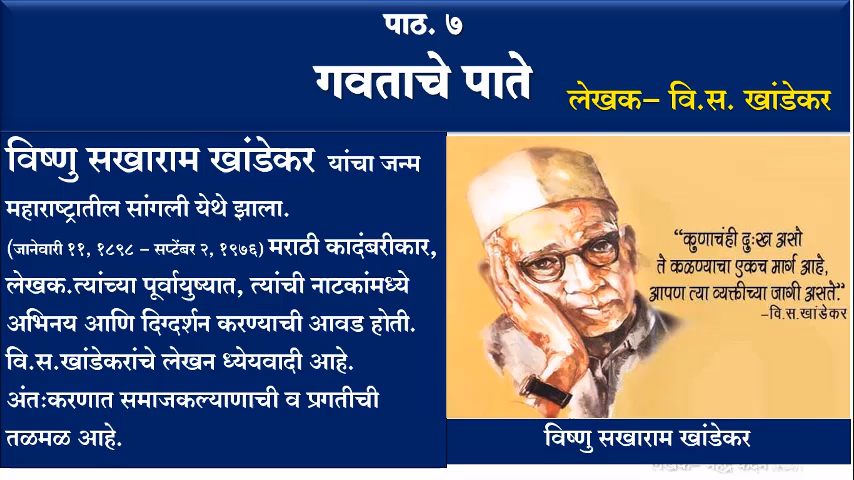 पाठ. ७
गवताचे पाते
लेखक– वि.स. खांडेकर
विष्णु सखाराम खांडेकर यांचा जन्म
महाराष्ट्रातील सांगली येथे झाला.
(जानेवारी ११, १८९८ – सप्टेंबर २, १९७६) मराठी कादंबरीकार,
लेखक.त्यांच्या पूर्वायुष्यात, त्यांची नाटकांमध्ये
अभिनय आणि दिग्दर्शन करण्याची आवड होती.
वि.स.खांडेकरांचे लेखन ध्येयवादी आहे.
अंतःकरणात समाजकल्याणाची व प्रगतीची
तळमळ आहे.
“कुणाचंही दुःख असो
ते कळण्याचा एकच मार्ग आहे,
आपण त्या व्यक्तीच्या जागी असते.”
–वि.स.खांडेकर
विष्णु सखाराम खांडेकर